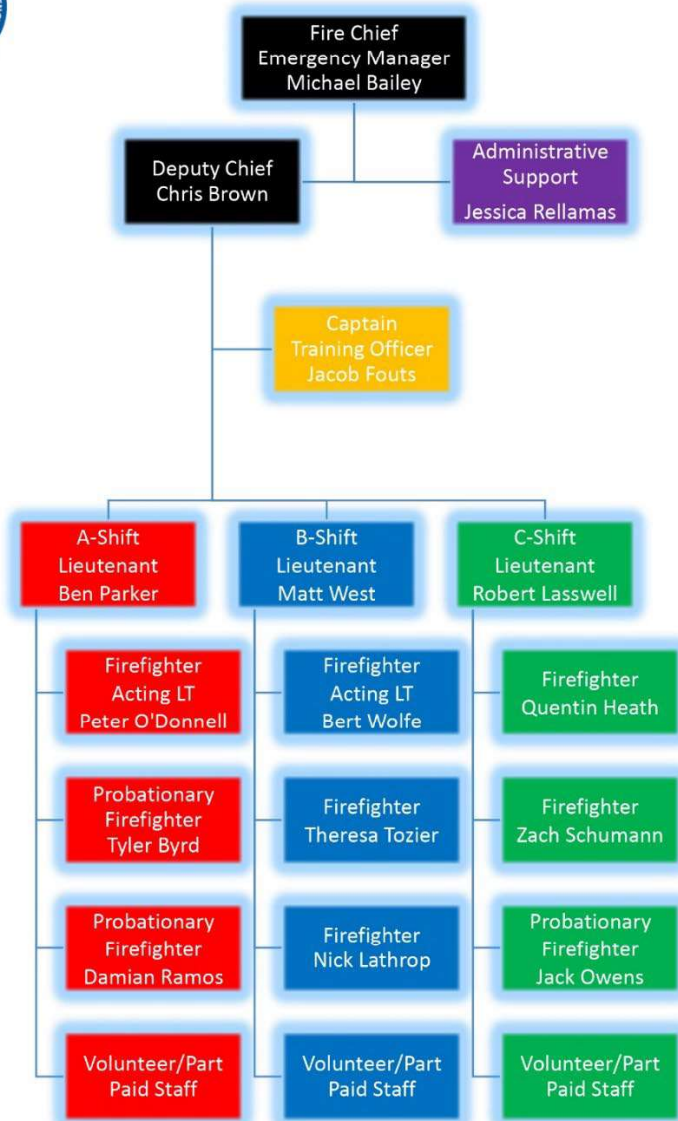 Fire Chief
Emergency Manager
Michael Bailey
Deputy Chief
Chris Brown
Administrative
Support
Jessica Rellamas
Captain
Training Officer
Jacob Fouts
A-Shift
Lieutenant
Ben Parker
B-Shift
Lieutenant
Matt West
C-Shift
Lieutenant
Robert Lasswell
Firefighter
Acting LT
Peter O'Donnell
Firefighter
Acting LT
Bert Wolfe
Firefighter
Quentin Heath
Probationary
Firefighter
Tyler Byrd
Firefighter
Theresa Tozier
Firefighter
Zach Schumann
Probationary
Firefighter
Damian Ramos
Firefighter
Nick Lathrop
Probationary
Firefighter
Jack Owens
Volunteer/Part
Paid Staff
Volunteer/Part
Paid Staff
Volunteer/Part
Paid Staff